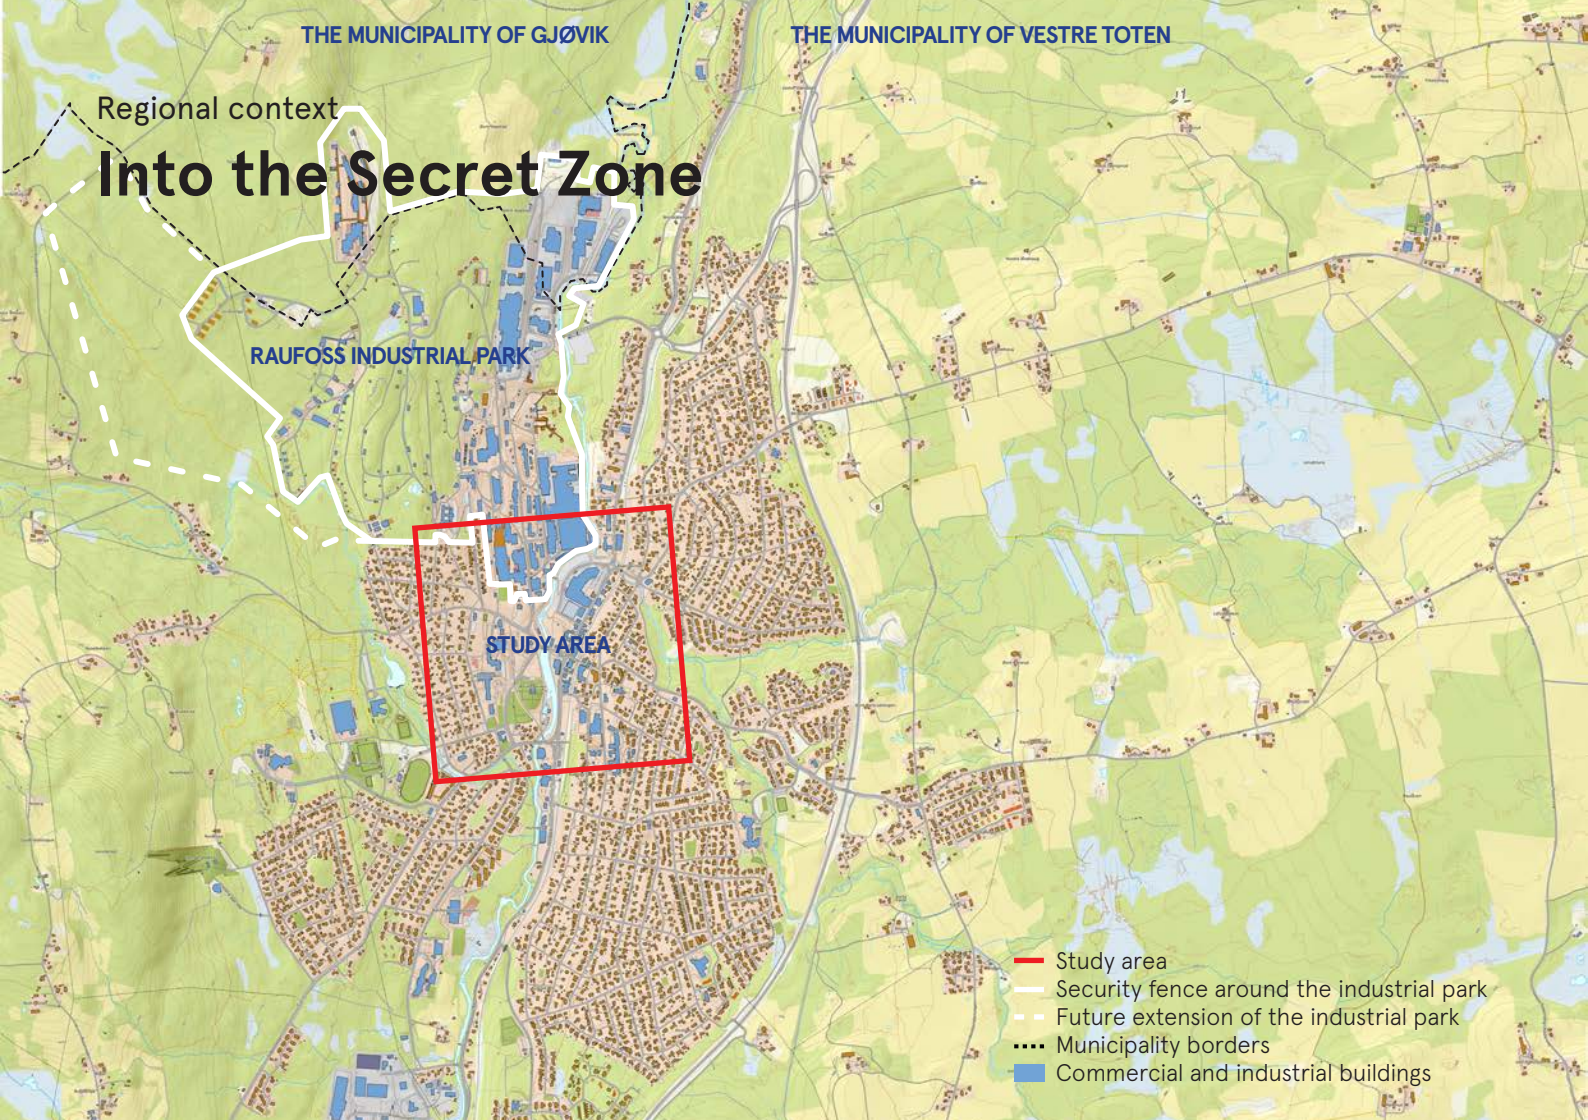 THE MUNICIPALITY OF GJØVIK
THE MUNICIPALITY OF VESTRE TOTEN
Regional context
Into the Secret Zone
RAUFOSS INDUSTRIAL PARK
STUDY AREA
Study area
Security fence around the industrial park
Future extension of the industrial park
Municipality borders
Commercial and industrial buildings